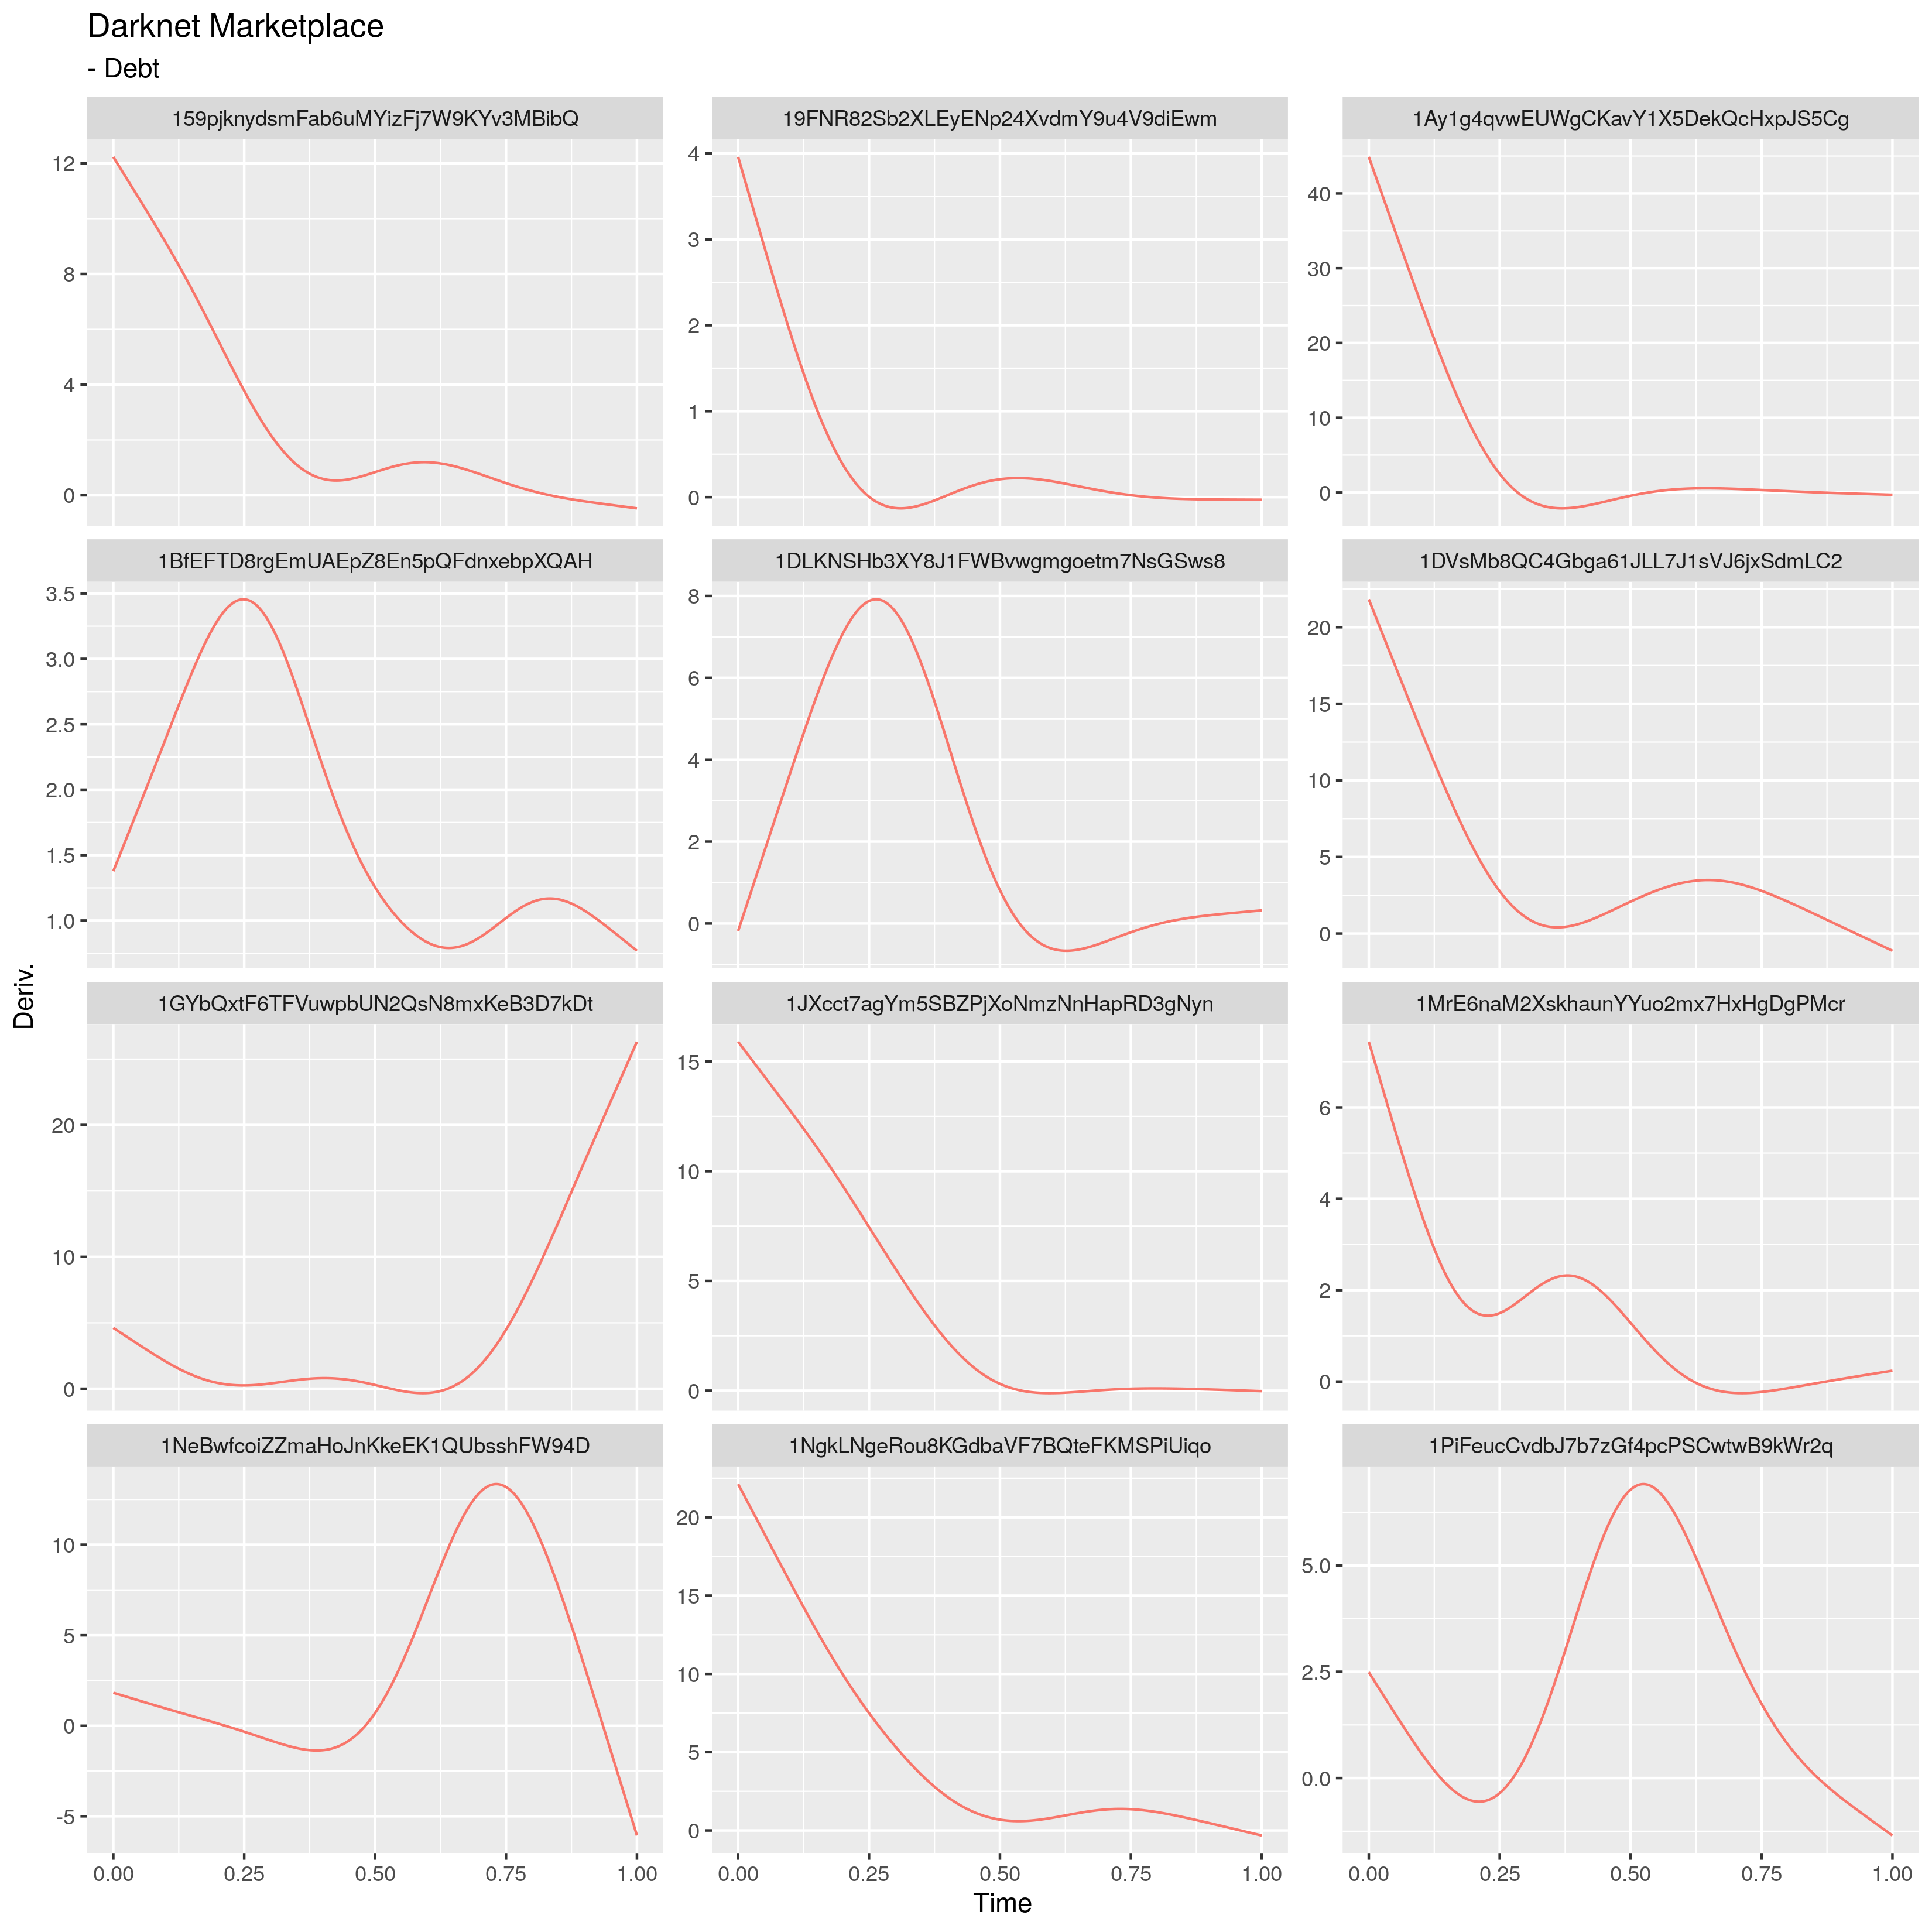 Darknet Marketplace
- Debt
159pjknydsmFab6uMYizFj7W9KYv3MBibQ
19FNR82Sb2XLEyENp24XvdmY9u4V9diEwm
1Ay1g4qvwEUWgCKavY1X5DekQcHxpJS5Cg
12
8
4
0
4
3
2
1
0
40
30
20
10
0
1BfEFTD8rgEmUAEpZ8En5pQFdnxebpXQAH
1DLKNSHb3XY8J1FWBvwgmgoetm7NsGSws8
1DVsMb8QC4Gbga61JLL7J1sVJ6jxSdmLC2
3.5
3.0
2.5
2.0
1.5
1.0
8
6
4
2
0
20
15
10
5
0
Deriv.
1GYbQxtF6TFVuwpbUN2QsN8mxKeB3D7kDt
1JXcct7agYm5SBZPjXoNmzNnHapRD3gNyn
1MrE6naM2XskhaunYYuo2mx7HxHgDgPMcr
20
10
0
15
10
5
0
6
4
2
0
1NeBwfcoiZZmaHoJnKkeEK1QUbsshFW94D
1NgkLNgeRou8KGdbaVF7BQteFKMSPiUiqo
1PiFeucCvdbJ7b7zGf4pcPSCwtwB9kWr2q
10
5
0
-5
20
15
10
5
0
5.0
2.5
0.0
0.00 0.25 0.50 0.75 1.00
0.00 0.25 0.50 0.75 1.00
0.00 0.25 0.50 0.75 1.00
Time